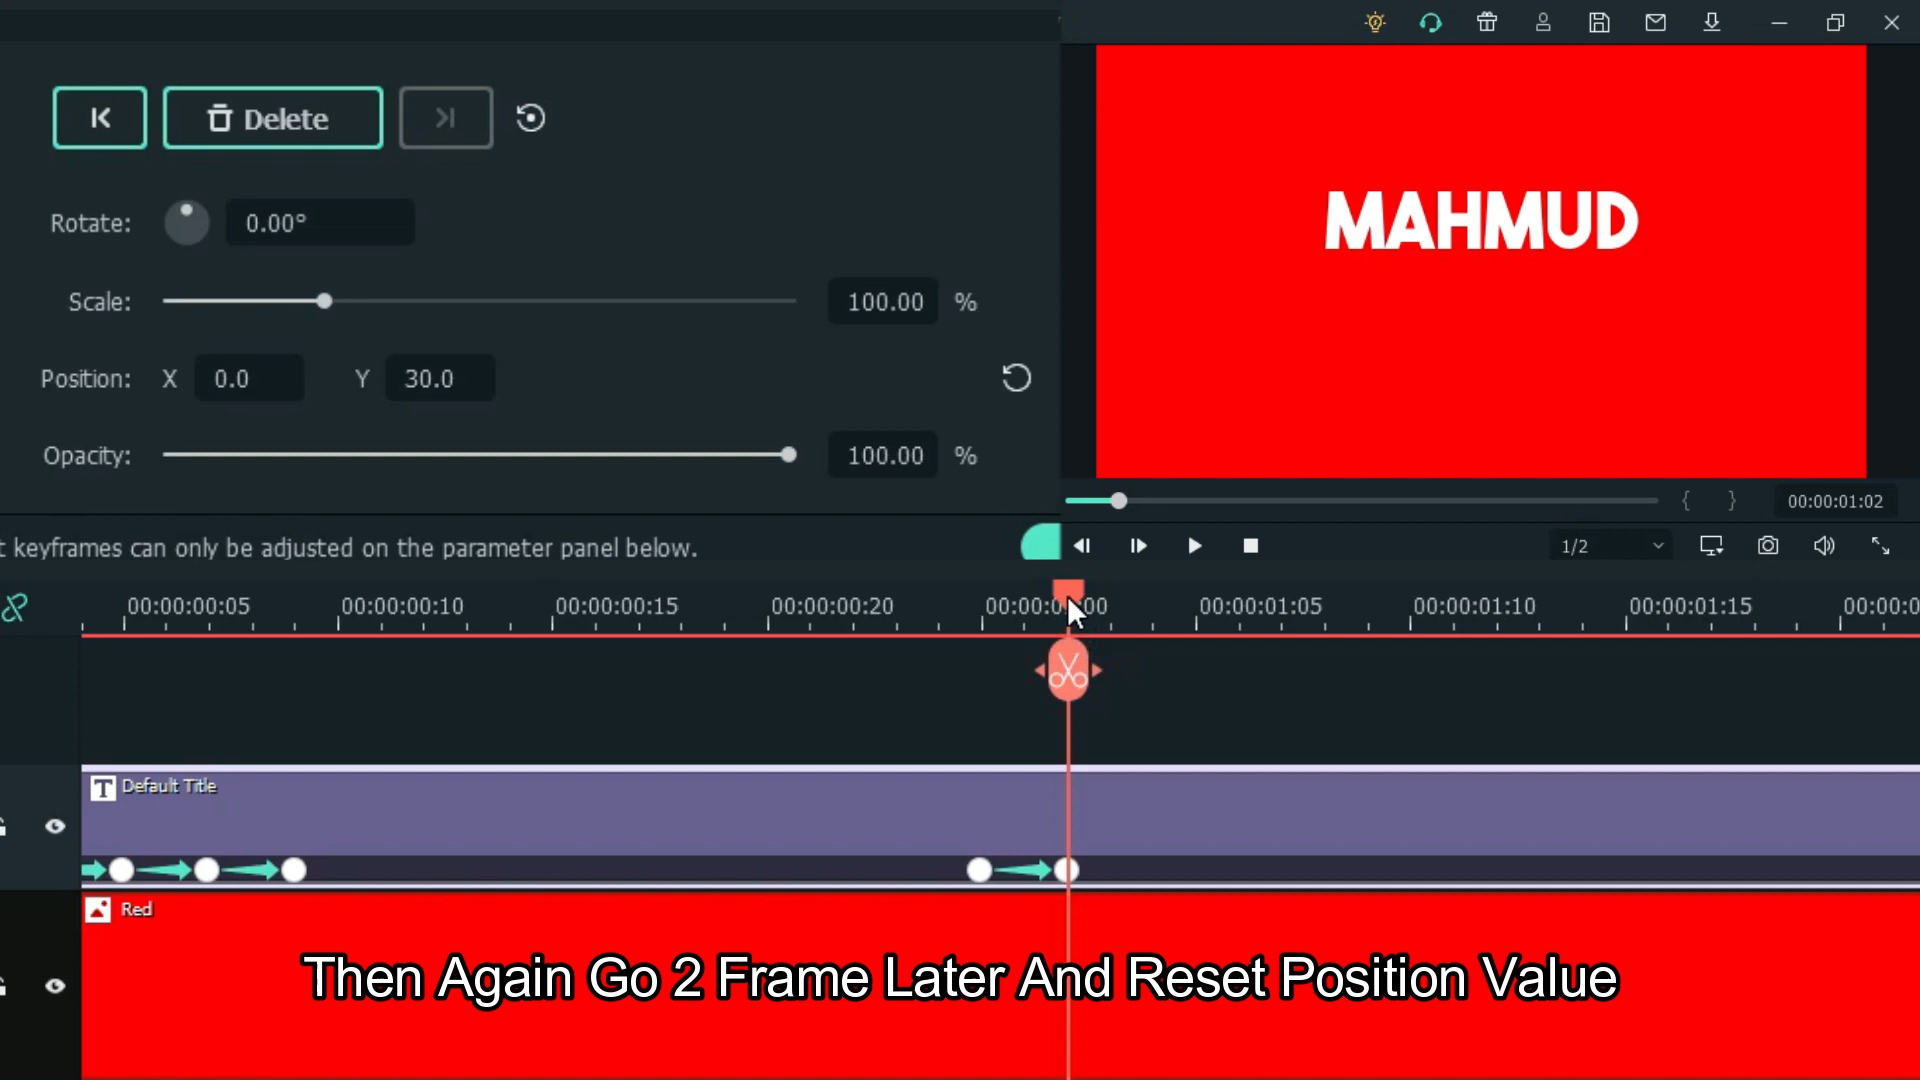 Delete
MAHMUD
Rotate: 0.00°
Scale: 100.00 %
Position: X 0.0 Y 30.0
Opacity: 100.00 %
{ } 00:00:01:02
t keyframes can only be adjusted on the parameter panel below.
1/2
00:00:00:05 00:00:00:10 00:00:00:15 00:00:00:20 00:00:01:05 00:00:01:10 00:00:01:15 00:00:0
T Default Title
Red
Then Again Go 2 Frame Later And Reset Position Value